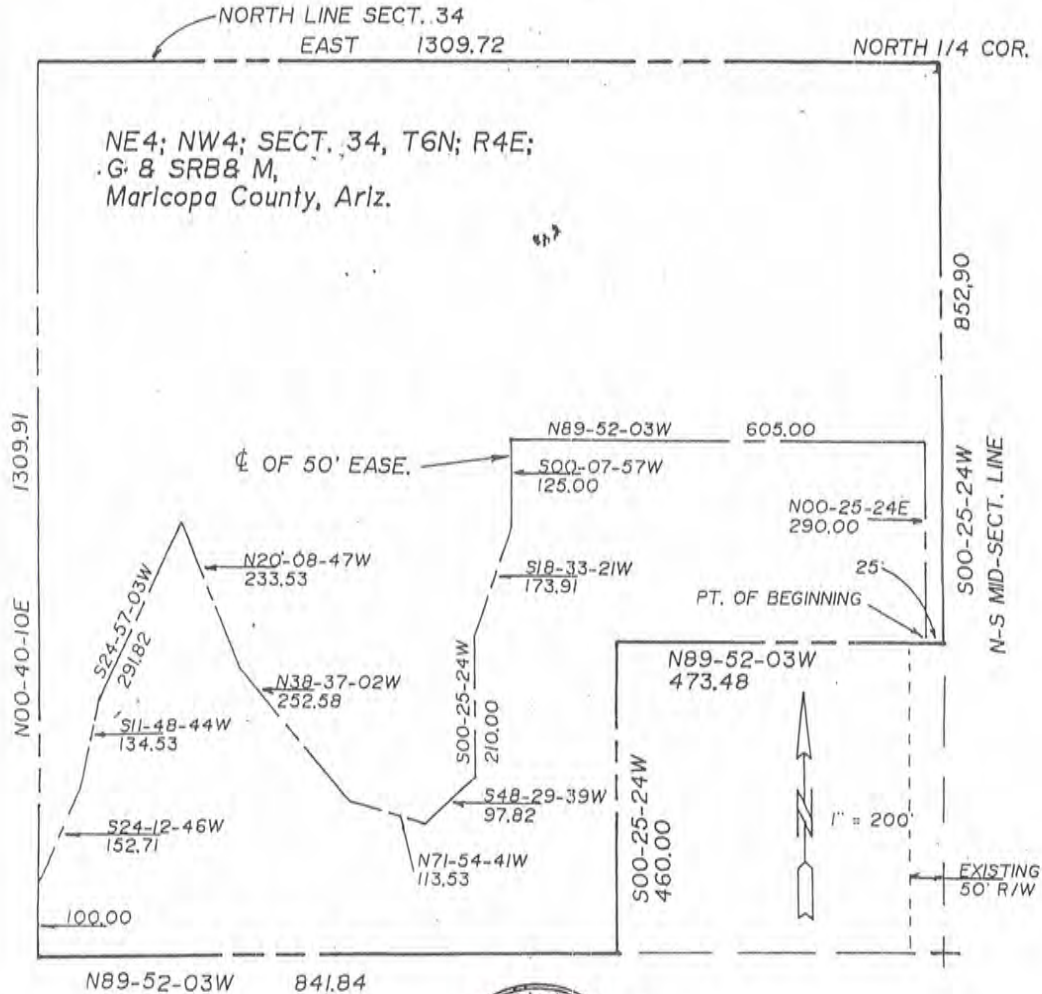 NORTH LINE SECT. 34
EAST 1309.72
NORTH 1/4 COR.
NE4; NW4; SECT. 34, T6N; R4E;
G & SRB & M,
Maricopa County, Ariz.
852.90
S00-25-24W
N-S MID-SECT. LINE
1309.91
N00-40-10E
N89-52-03W 605.00
℄ OF 50' EASE.
S00-07-57W
125.00
N00-25-24E
290.00
25'
PT. OF BEGINNING
N20-08-47W
233.53
S18-33-21W
173.91
S24-57-03W
291.82
N89-52-03W
473.48
N38-37-02W
252.58
S00-25-24W
210.00
S11-48-44W
134.53
S48-29-39W
97.82
S24-12-46W
152.71
N71-54-41W
113.53
S00-25-24W
460.00
N
1" = 200'
EXISTING
50' R/W
100.00
N89-52-03W 841.84